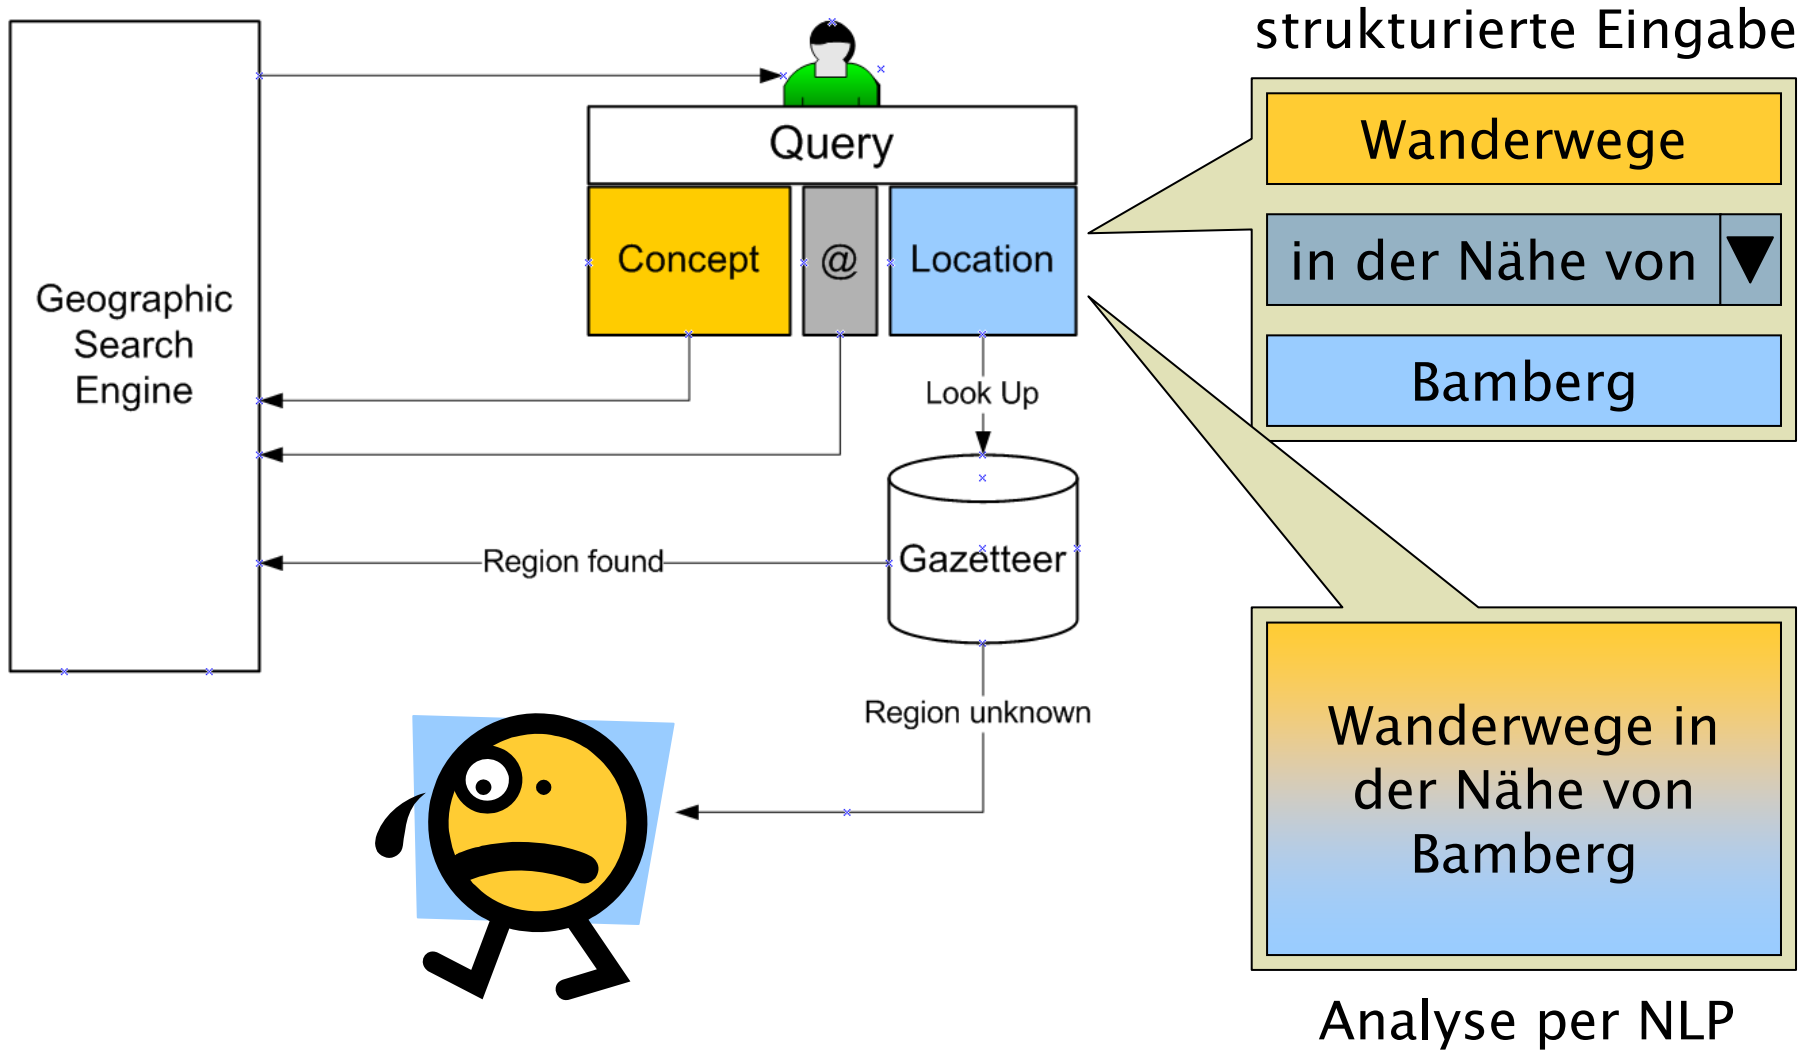 strukturierte Eingabe
Query
Concept
@
Location
Wanderwege
in der Nähe von
Bamberg
Geographic
Search
Engine
Look Up
Gazetteer
Region found
Region unknown
Wanderwege in
der Nähe von
Bamberg
Analyse per NLP